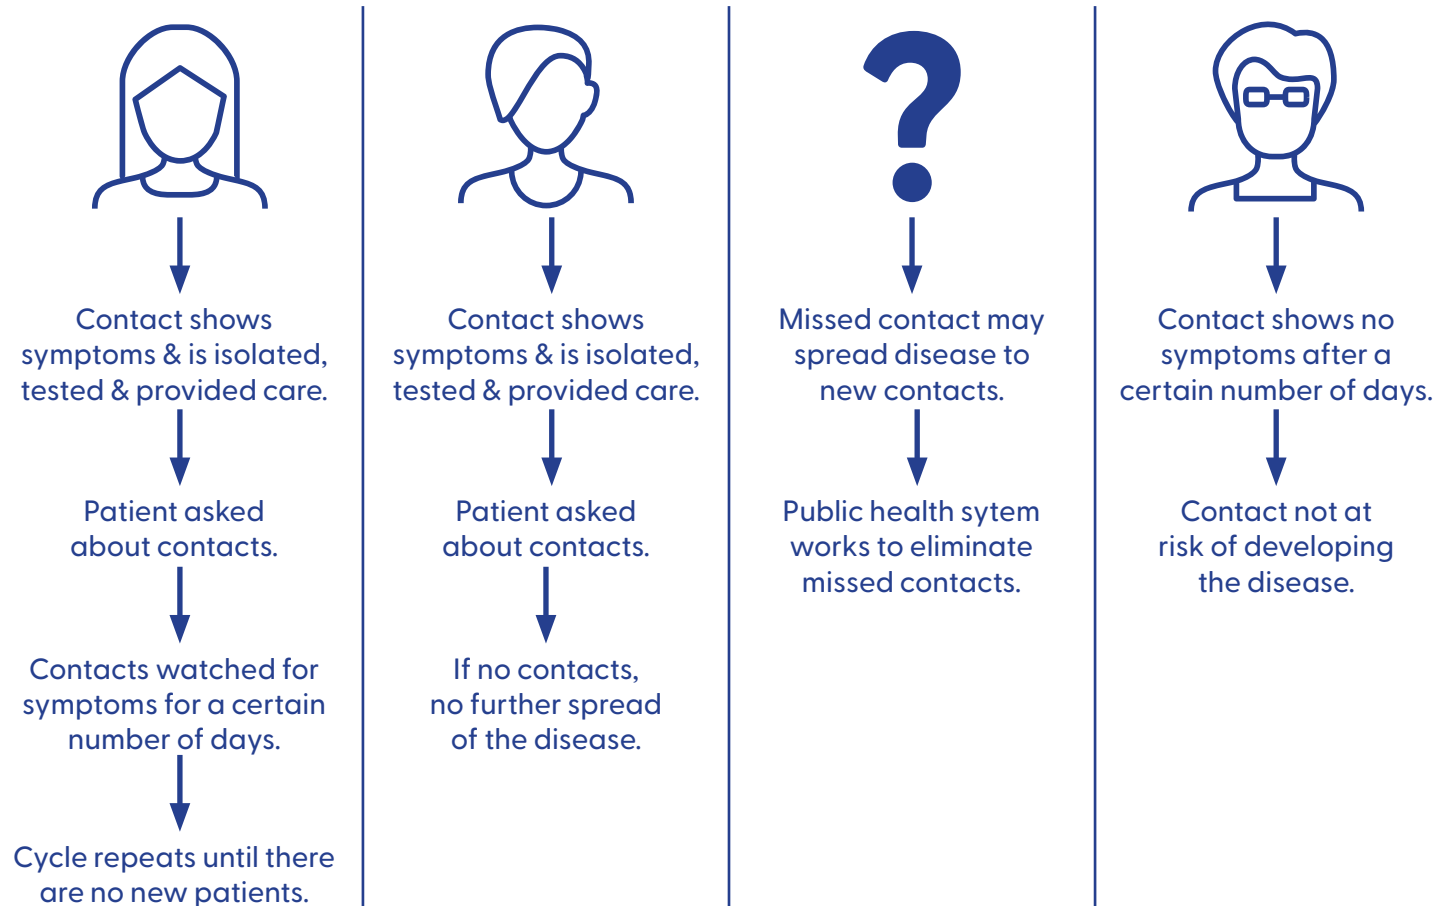 Contact shows
symptoms & is isolated,
tested & provided care.
Patient asked
about contacts.
Contacts watched for
symptoms for a certain
number of days.
Cycle repeats until there
are no new patients.
Contact shows
symptoms & is isolated,
tested & provided care.
Patient asked
about contacts.
If no contacts,
no further spread
of the disease.
?
Missed contact may
spread disease to
new contacts.
Public health sytem
works to eliminate
missed contacts.
Contact shows no
symptoms after a
certain number of days.
Contact not at
risk of developing
the disease.